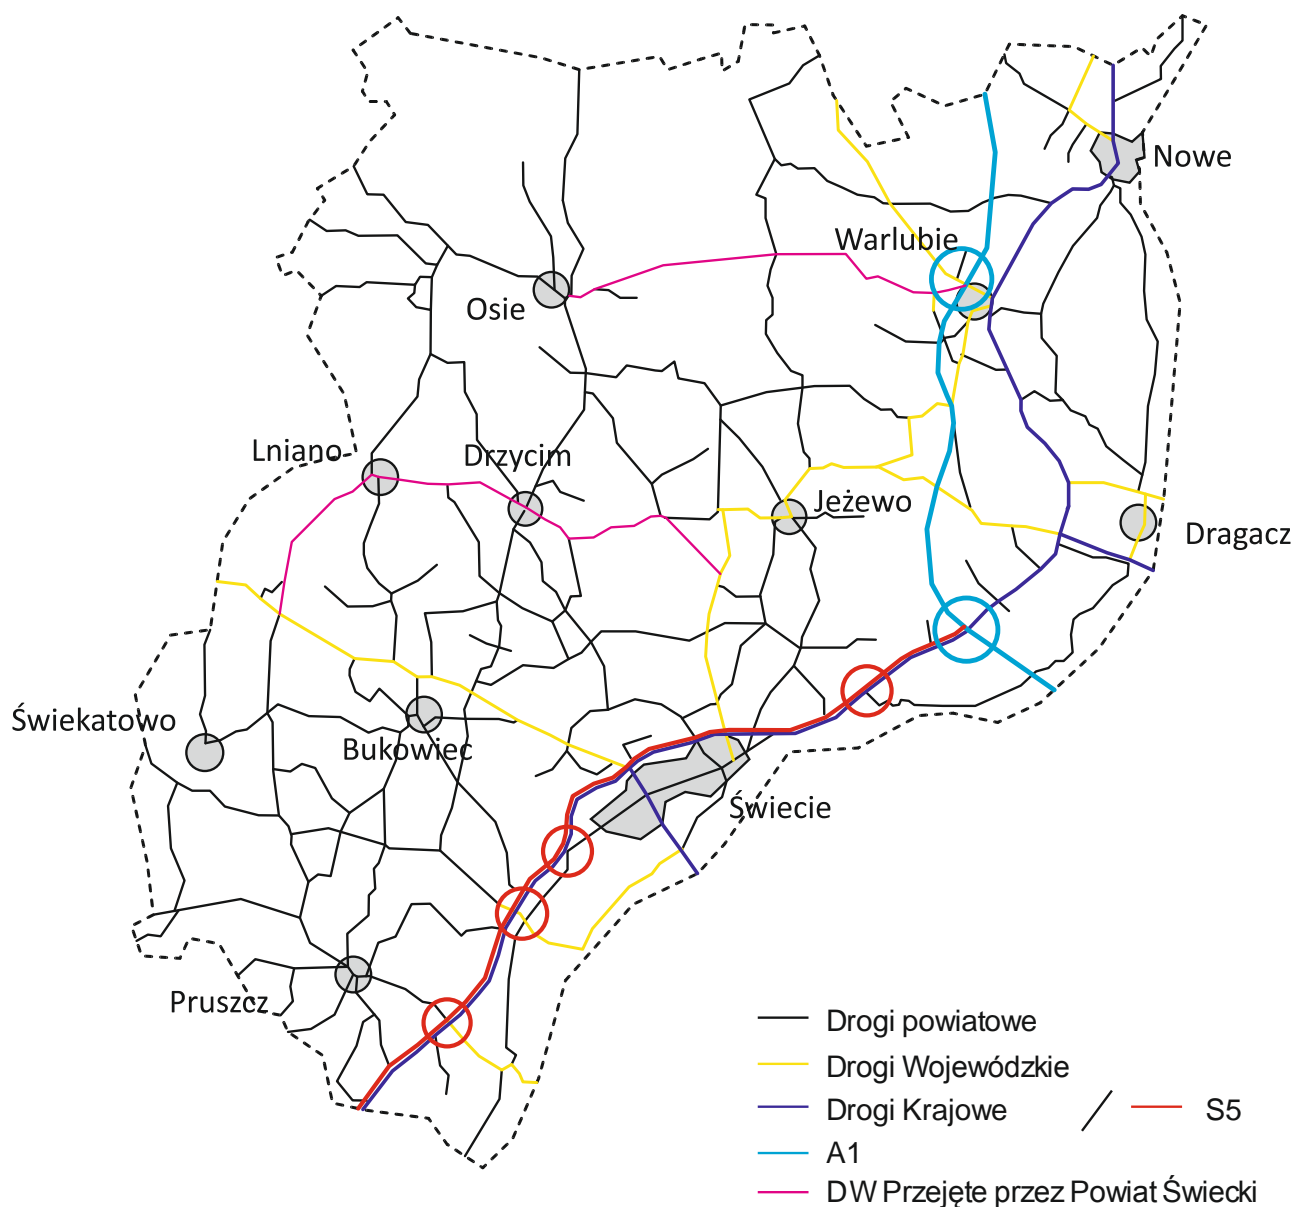 Nowe
Warlubie
Osie
Lniano
Drzycim
Jeżewo
Dragacz
Świekatowo
Bukowiec
Świecie
Pruszcz
Drogi powiatowe
Drogi Wojewódzkie
Drogi Krajowe / S5
A1
DW Przejęte przez Powiat Świecki